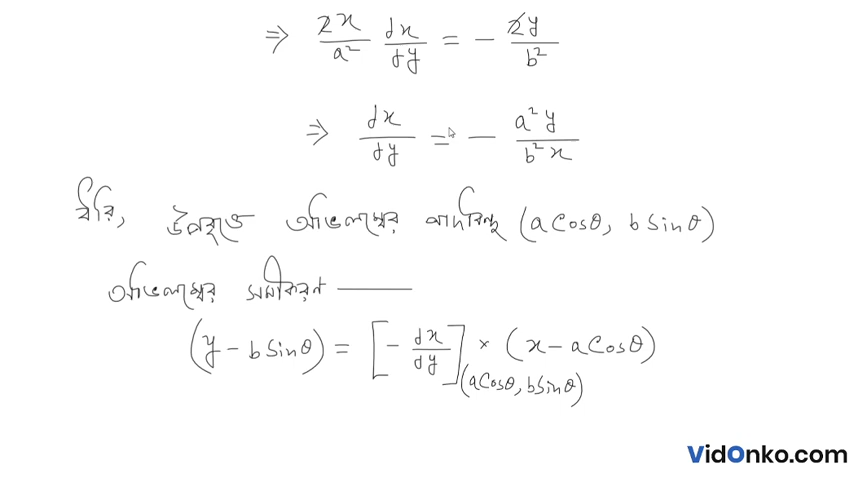 ⇒ 2x/a² dx/dy = - 2y/b²
⇒ dx/dy = - a²y/b²x
ধরি, উপবৃত্তে অভিলম্বের পাদবিন্দু (a cosθ, b sinθ)
অভিলম্বের সমীকরণ ———
(y - b sinθ) = [- dx/dy](a cosθ, b sinθ) × (x - a cosθ)
VidOnko.com